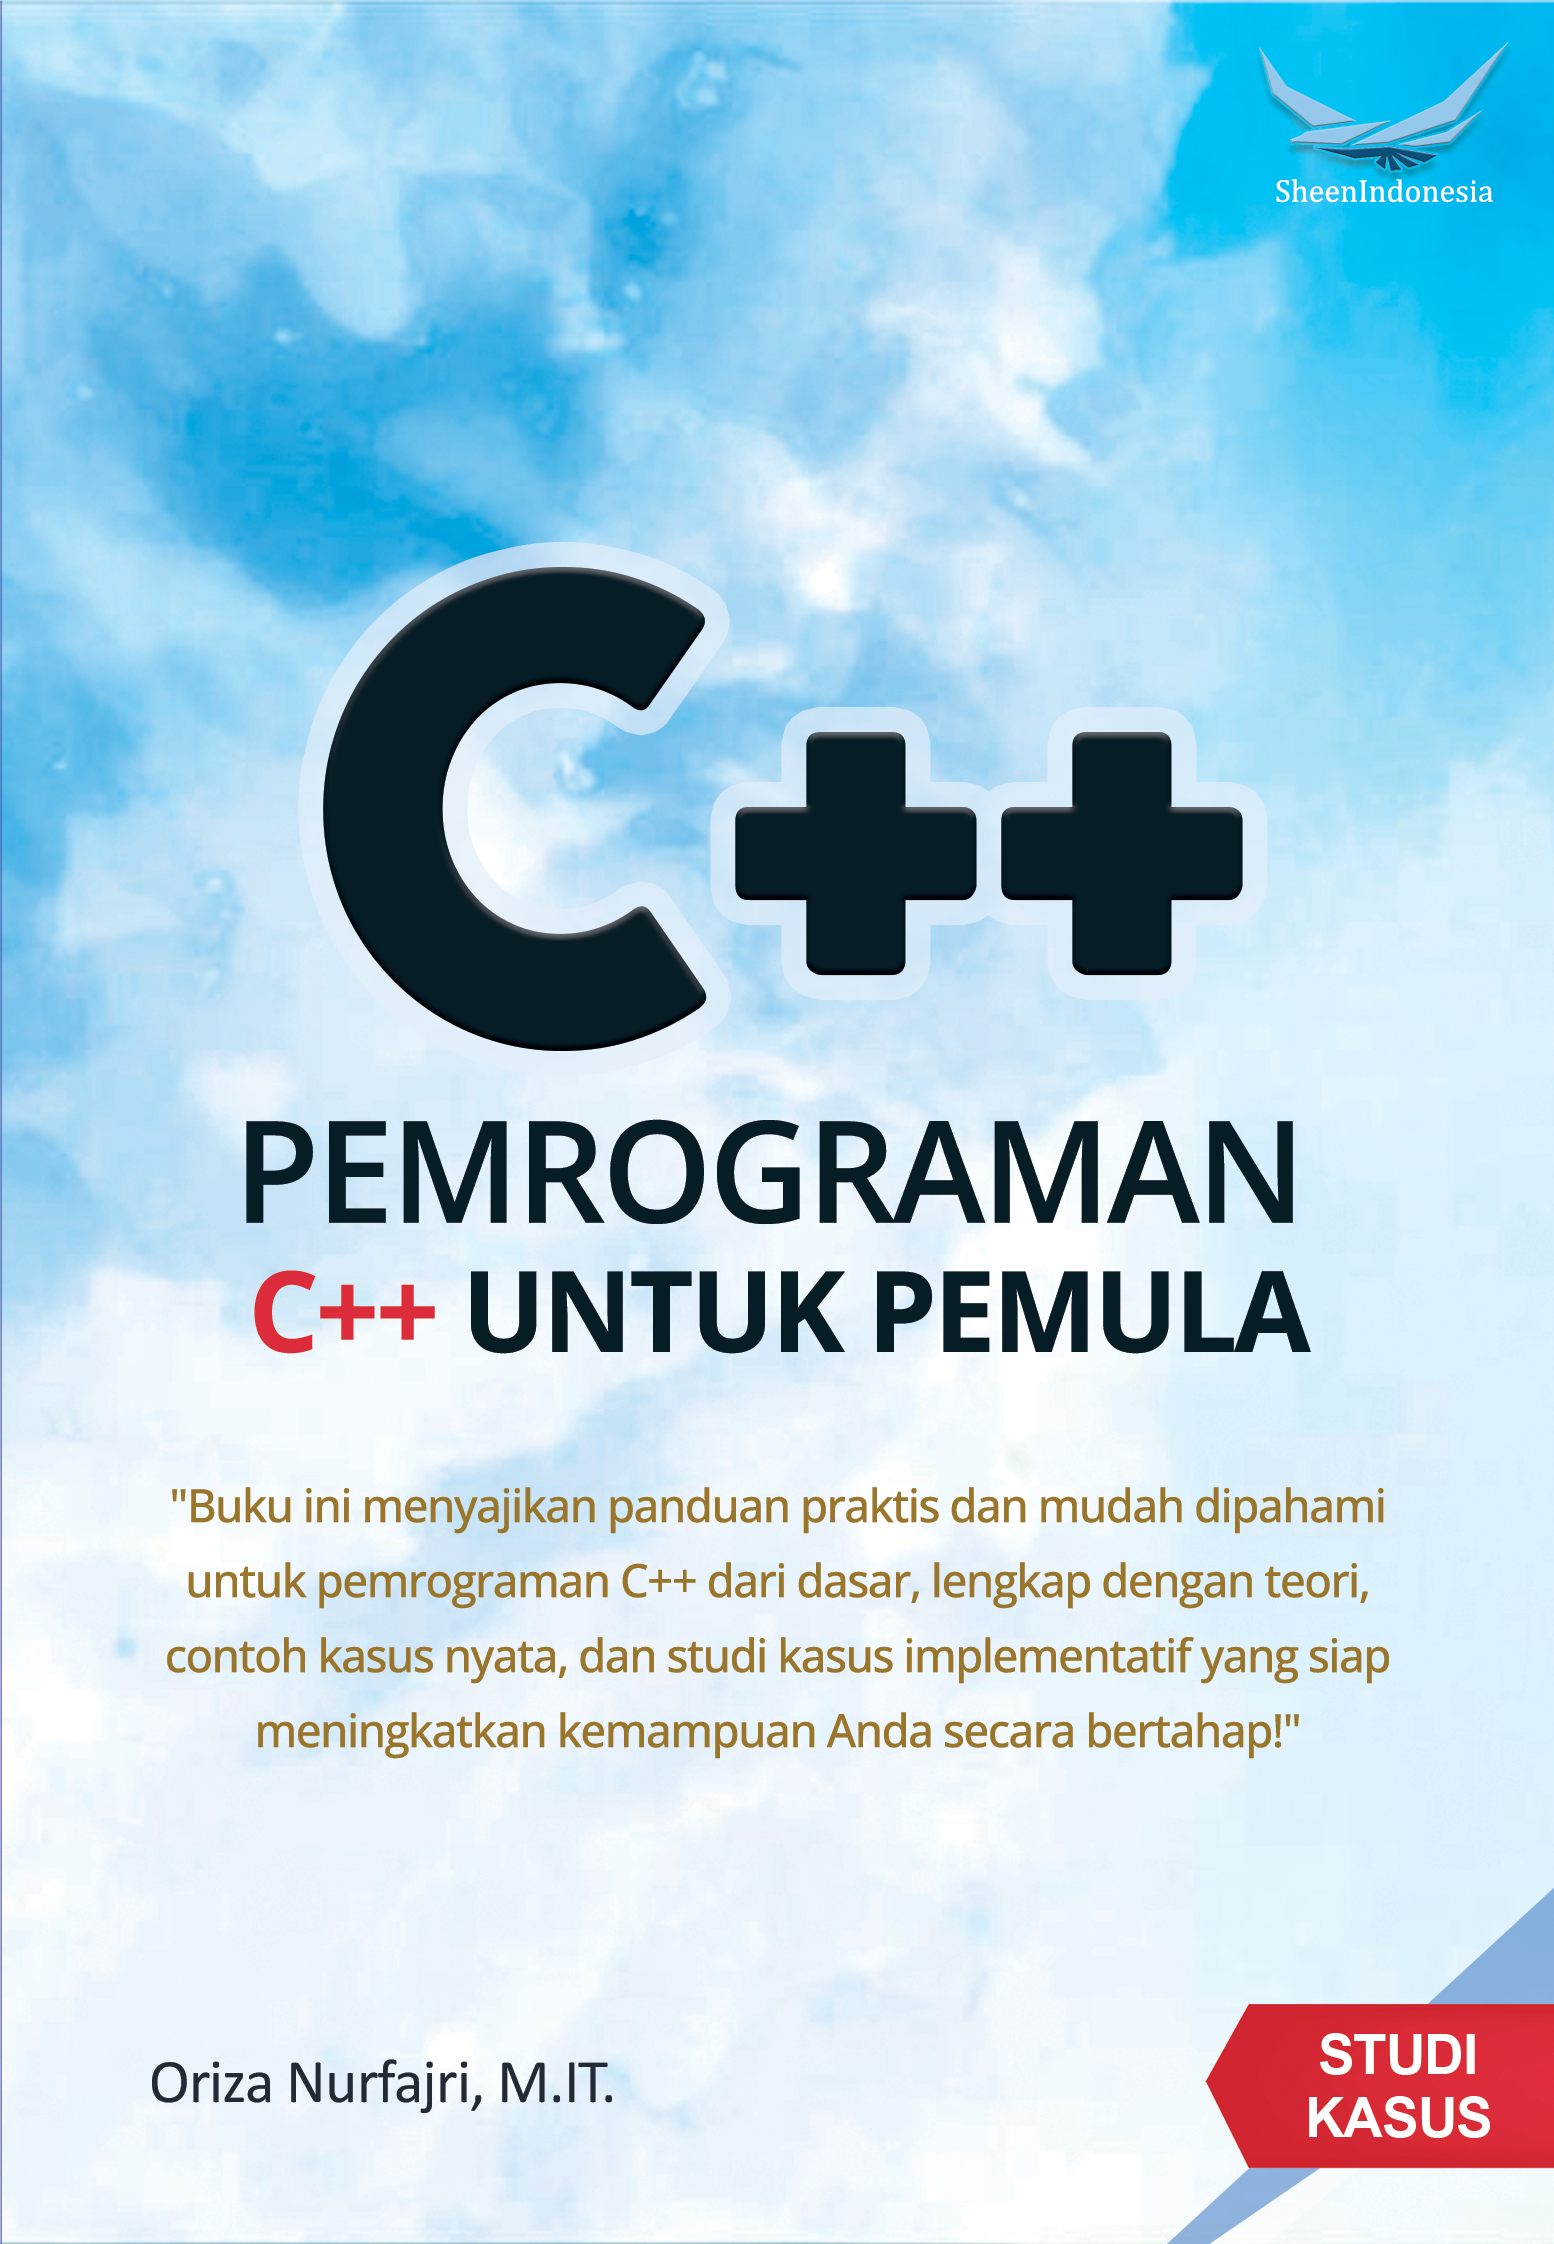 SheenIndonesia
C++
PEMROGRAMAN
C++ UNTUK PEMULA
"Buku ini menyajikan panduan praktis dan mudah dipahami
untuk pemrograman C++ dari dasar, lengkap dengan teori,
contoh kasus nyata, dan studi kasus implementatif yang siap
meningkatkan kemampuan Anda secara bertahap!"
Oriza Nurfajri, M.IT.
STUDI
KASUS